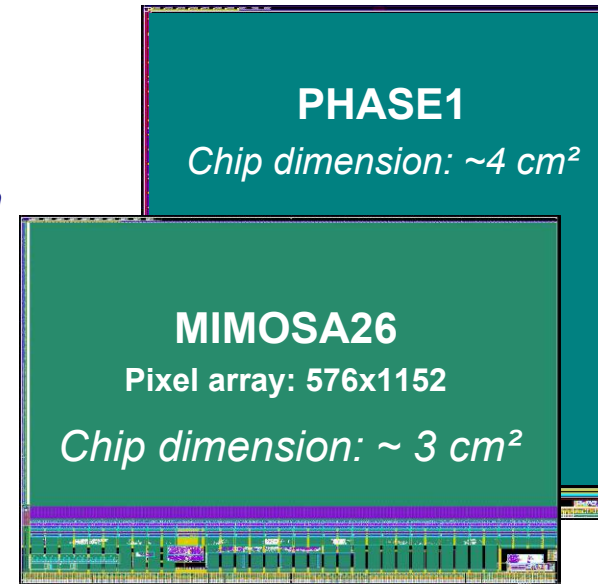 PHASE1
Chip dimension: ~4 cm²
MIMOSA26
Pixel array: 576x1152
Chip dimension: ~ 3 cm²